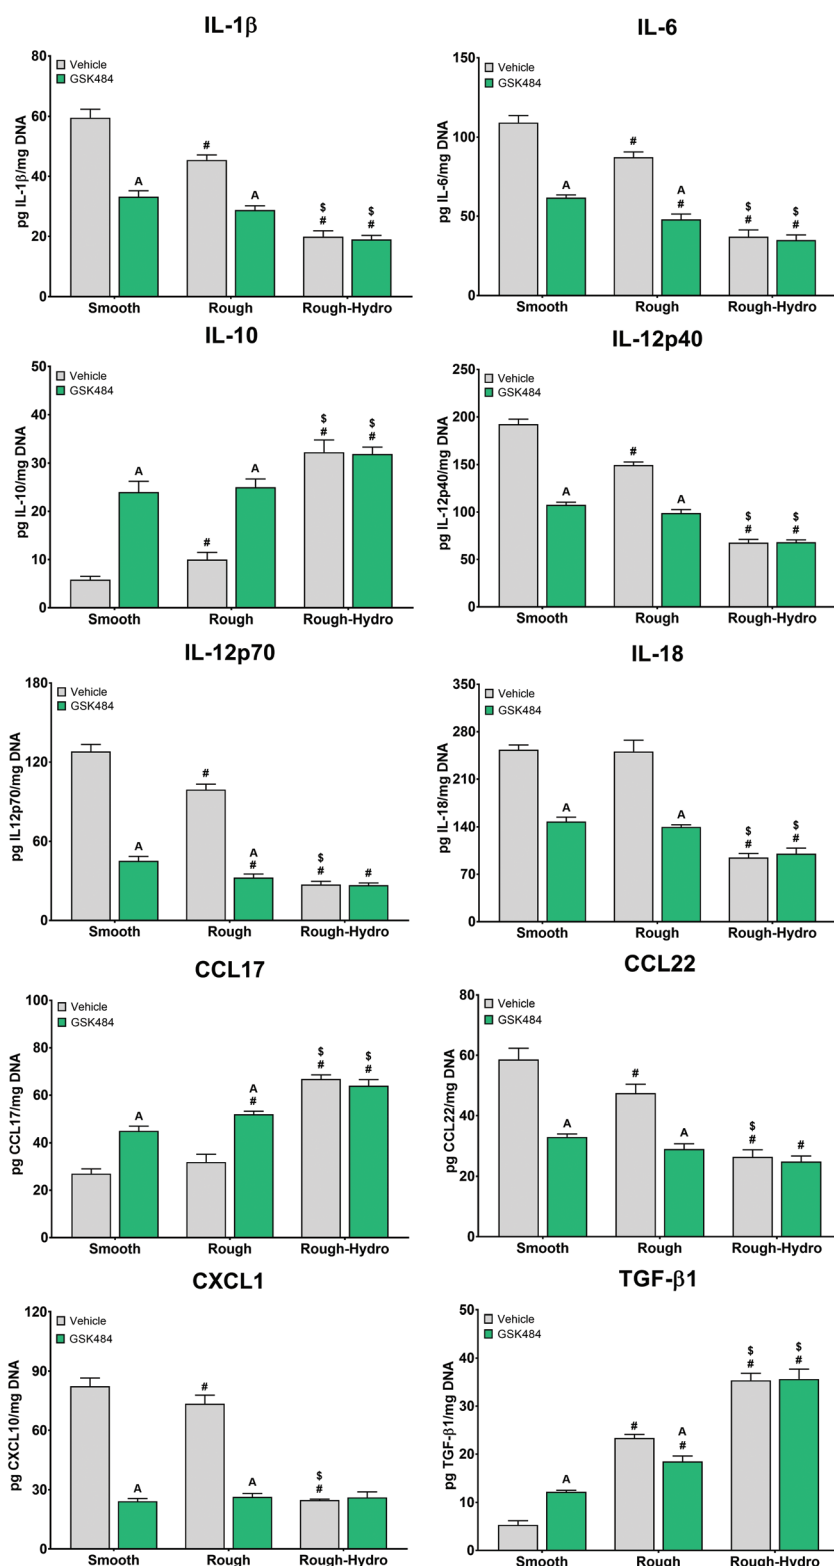 IL-1β
Vehicle
GSK484
pg IL-1β/mg DNA
80
60
40
20
0
A
#
A
$
#
$
#
Smooth
Rough
Rough-Hydro
IL-6
Vehicle
GSK484
pg IL-6/mg DNA
150
100
50
0
A
#
A
#
$
#
$
#
Smooth
Rough
Rough-Hydro
IL-10
Vehicle
GSK484
pg IL-10/mg DNA
50
40
30
20
10
0
A
#
A
$
#
$
#
Smooth
Rough
Rough-Hydro
IL-12p40
Vehicle
GSK484
pg IL-12p40/mg DNA
250
200
150
100
50
0
A
#
A
$
#
$
#
Smooth
Rough
Rough-Hydro
IL-12p70
Vehicle
GSK484
pg IL12p70/mg DNA
180
120
60
0
A
#
A
#
$
#
#
Smooth
Rough
Rough-Hydro
IL-18
Vehicle
GSK484
pg IL-18/mg DNA
350
280
210
140
70
0
A
A
$
#
$
#
Smooth
Rough
Rough-Hydro
CCL17
Vehicle
GSK484
pg CCL17/mg DNA
100
80
60
40
20
0
A
A
#
$
#
$
#
Smooth
Rough
Rough-Hydro
CCL22
Vehicle
GSK484
pg CCL22/mg DNA
80
60
40
20
0
A
#
A
$
#
#
Smooth
Rough
Rough-Hydro
CXCL1
Vehicle
GSK484
pg CXCL10/mg DNA
120
90
60
30
0
A
#
A
$
#
Smooth
Rough
Rough-Hydro
TGF-β1
Vehicle
GSK484
pg TGF-β1/mg DNA
50
40
30
20
10
0
A
#
A
#
$
#
$
#
Smooth
Rough
Rough-Hydro